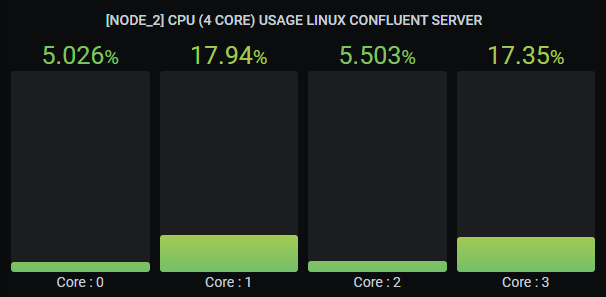 [NODE_2] CPU (4 CORE) USAGE LINUX CONFLUENT SERVER
5.026% 17.94% 5.503% 17.35%
Core : 0 Core : 1 Core : 2 Core : 3